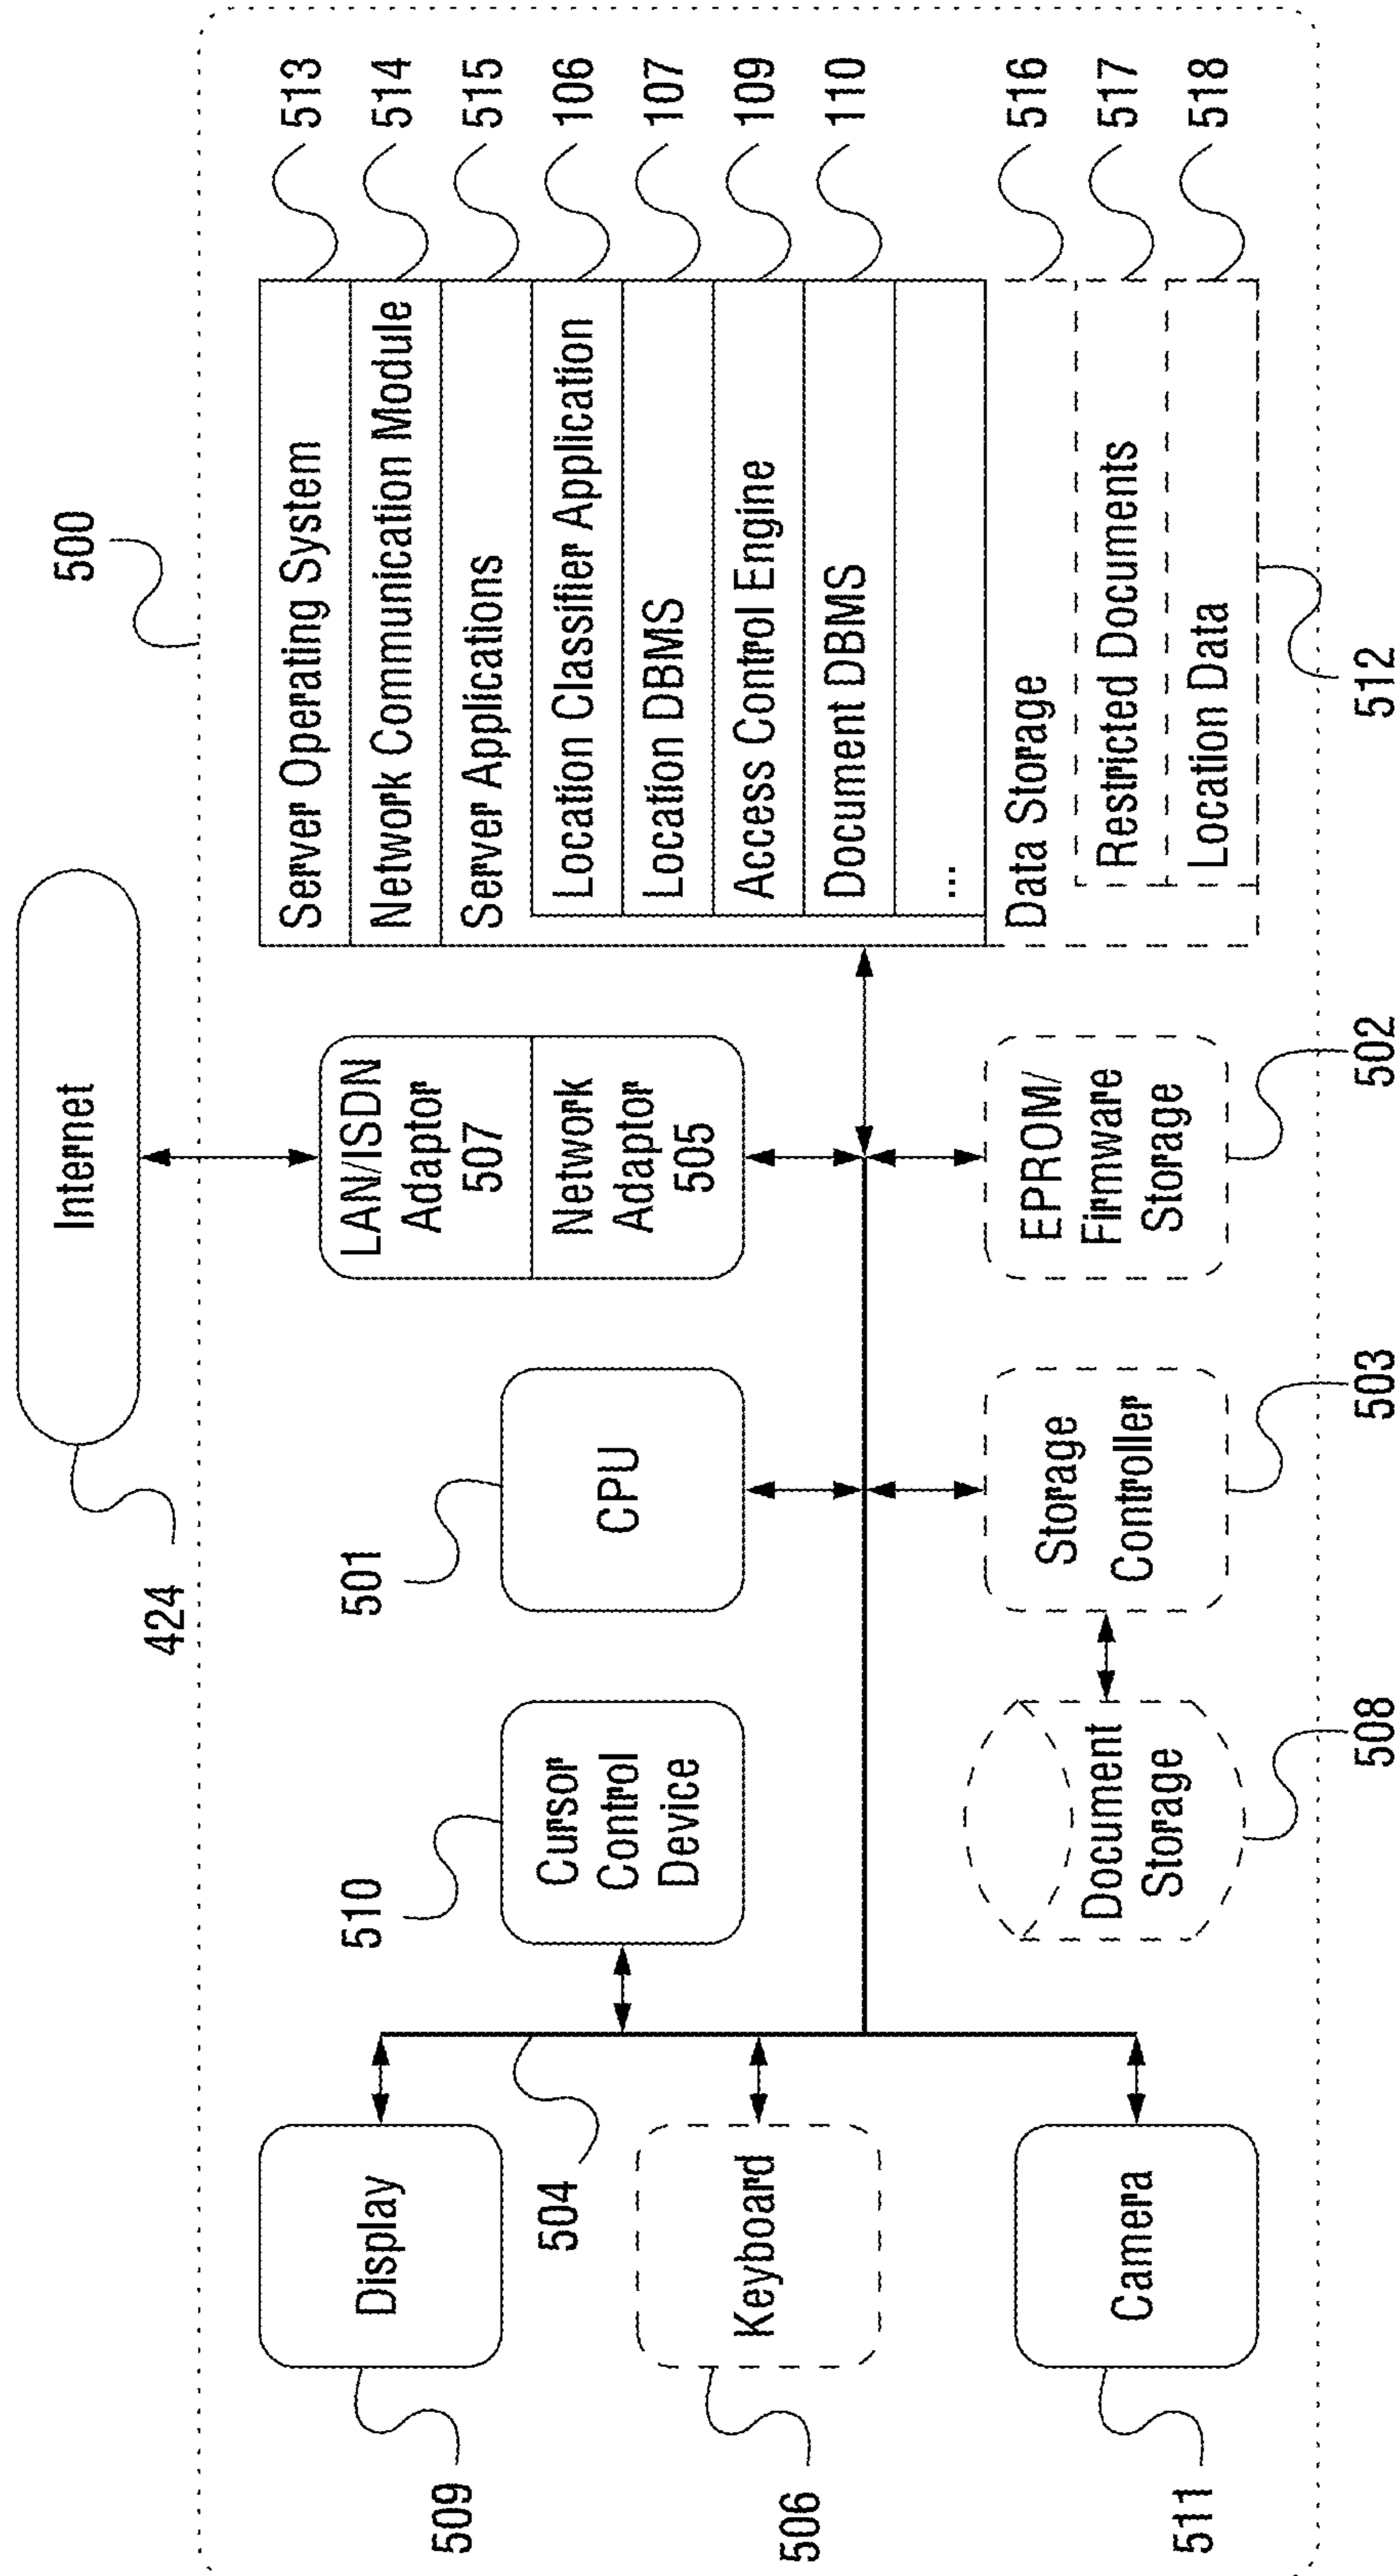 500
Internet
424
509
Display
504
506
Keyboard
511
Camera
510
Cursor
Control
Device
501
CPU
LAN/ISDN
Adaptor
507
Network
Adaptor
505
Document
Storage
508
Storage
Controller
503
EPROM/
Firmware
Storage
502
Server Operating System
513
Network Communication Module
514
Server Applications
515
Location Classifier Application
106
Location DBMS
107
Access Control Engine
109
Document DBMS
110
...
Data Storage
516
Restricted Documents
517
Location Data
518
512